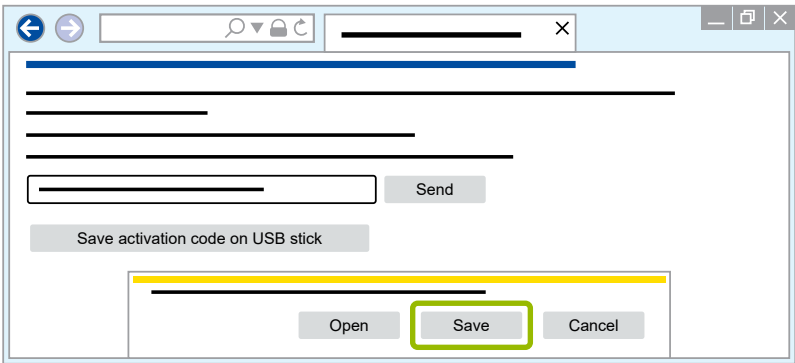 Send
Save activation code on USB stick
Open Save Cancel